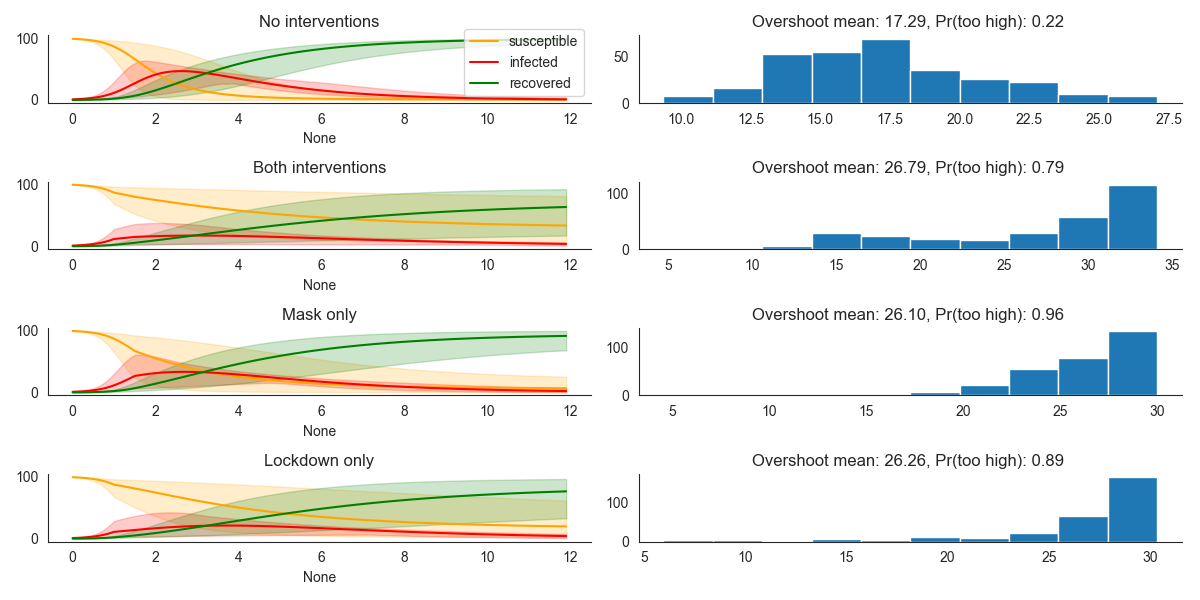 No interventions
100
0
susceptible
infected
recovered
0 2 4 6 8 10 12
None
Overshoot mean: 17.29, Pr(too high): 0.22
50
0
10.0 12.5 15.0 17.5 20.0 22.5 25.0 27.5
Both interventions
100
0
0 2 4 6 8 10 12
None
Overshoot mean: 26.79, Pr(too high): 0.79
100
0
5 10 15 20 25 30 35
Mask only
100
0
0 2 4 6 8 10 12
None
Overshoot mean: 26.10, Pr(too high): 0.96
100
0
5 10 15 20 25 30
Lockdown only
100
0
0 2 4 6 8 10 12
None
Overshoot mean: 26.26, Pr(too high): 0.89
100
0
5 10 15 20 25 30